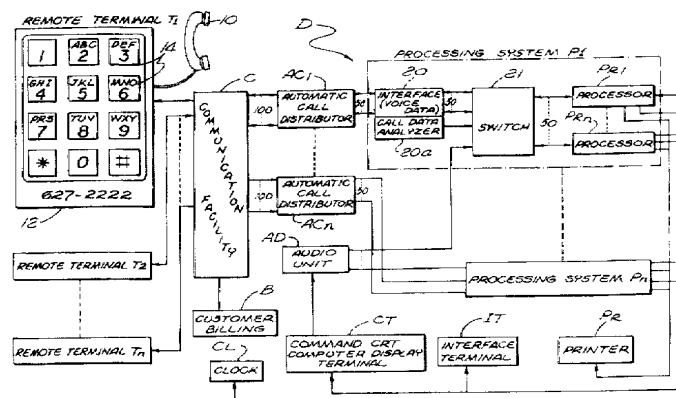 REMOTE TERMINAL T1
10
1
ABC
2
DEF
3
14
GHI
4
JKL
5
MNO
6
PRS
7
TUV
8
WXY
9
*
0
#
627-2222
12
REMOTE TERMINAL T2
REMOTE TERMINAL Tn
C
COMMUNICATION FACILITY
100
AC1
AUTOMATIC
CALL
DISTRIBUTOR
50
100
AUTOMATIC
CALL
DISTRIBUTOR
50
ACn
D
PROCESSING SYSTEM P1
20
INTERFACE
(VOICE
DATA)
50
CALL DATA
ANALYZER
20a
21
SWITCH
50
PR1
PROCESSOR
PRn
PROCESSOR
AD
AUDIO
UNIT
PROCESSING SYSTEM Pn
B
CUSTOMER
BILLING
CL
CLOCK
CT
COMMAND CRT
COMPUTER DISPLAY
TERMINAL
IT
INTERFACE
TERMINAL
PR
PRINTER